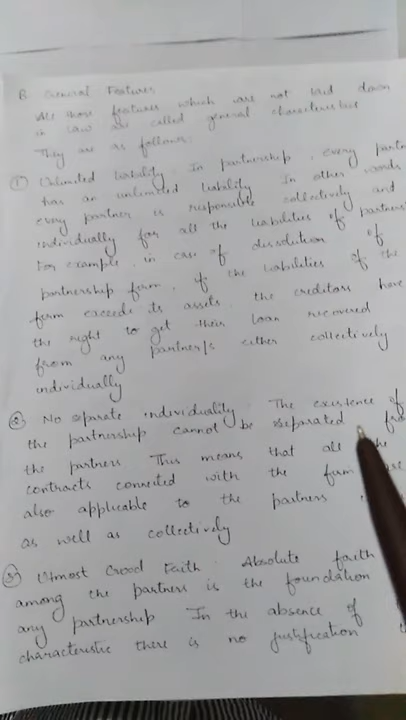 B. General Features
All those features which are not laid down
in law are called general characteristics
They are as follows.
① Unlimited liability. In partnership, every partn
has an unlimited liability In other words
every partner is responsible collectively and
individually for all the liabilities of partners
For example, in case of dissolution of
partnership firm, if the liabilities of the
firm exceeds its assets, the creditors have
the right to get their loan recovered
from any partner/s either collectively
individually
② No separate individuality. The existence of
the partnership cannot be separated fro
the partners This means that all the
contracts connected with the firm
also applicable to the partners
as well as collectively
③ Utmost Good Faith. Absolute faith
among the partners is the foundation
any partnership In the absence of
characteristic there is no justification